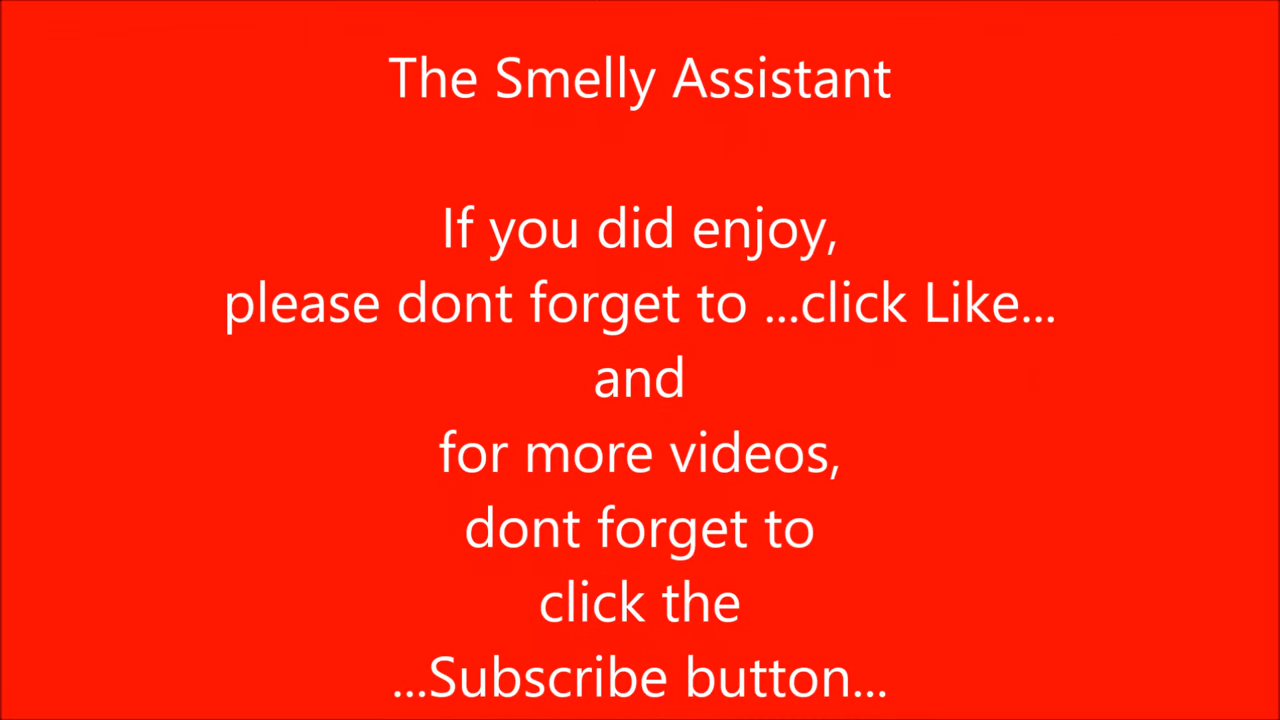 The Smelly Assistant
If you did enjoy,
please dont forget to ...click Like...
and
for more videos,
dont forget to
click the
...Subscribe button...